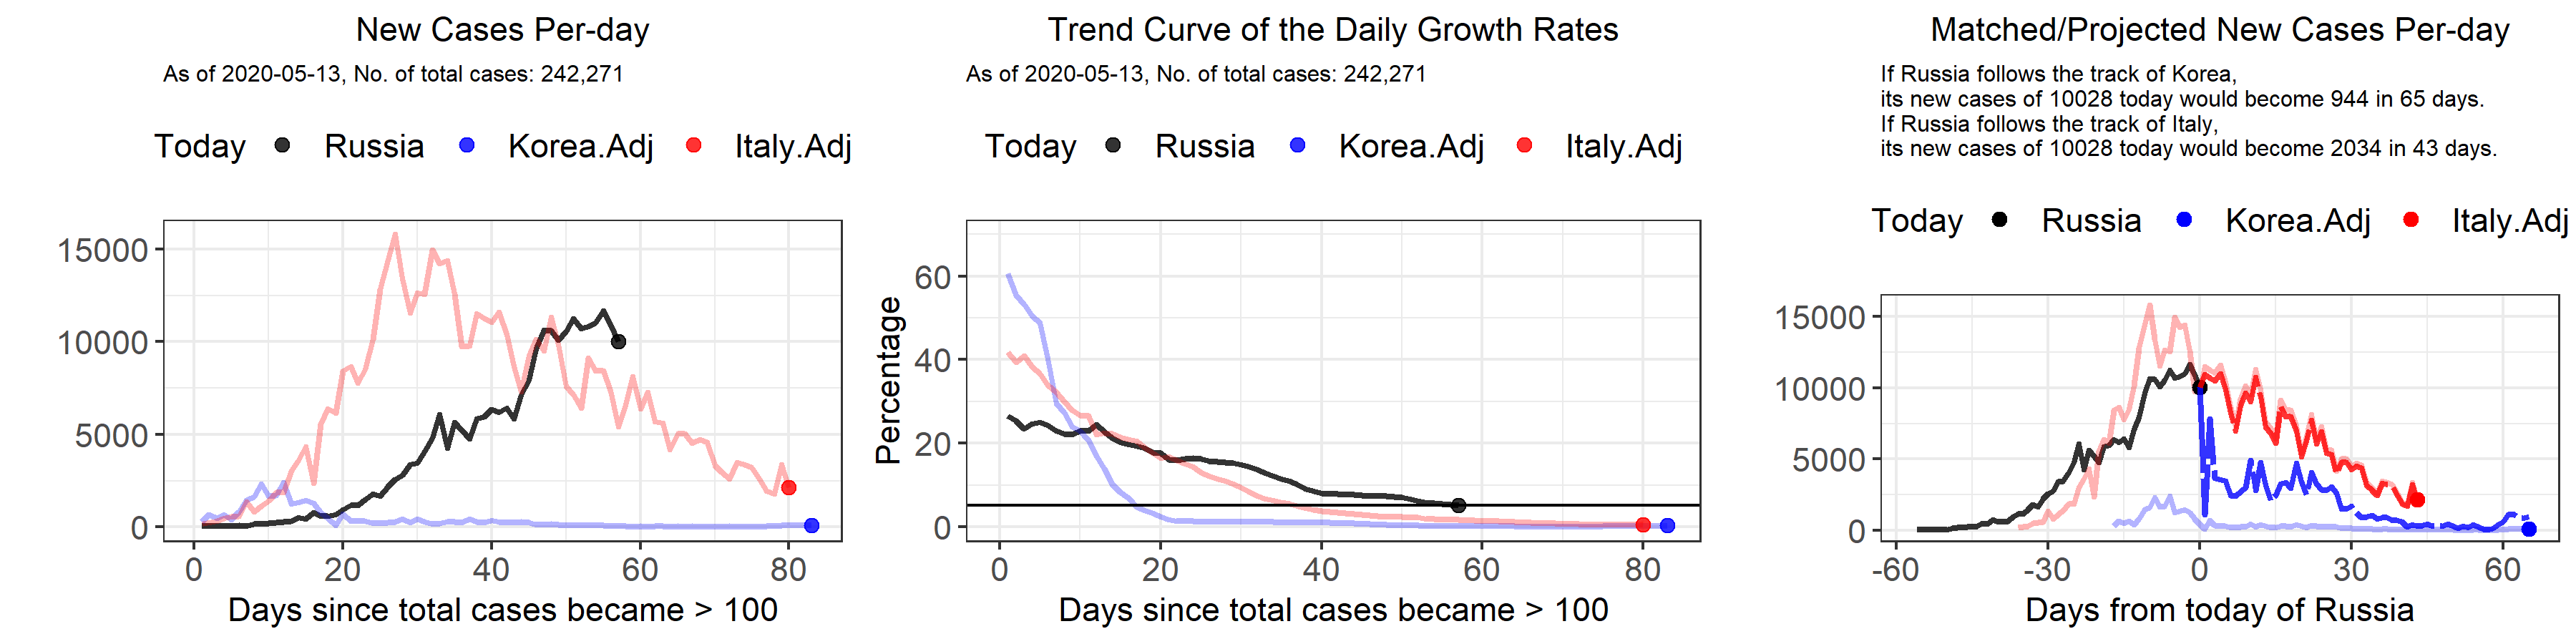 New Cases Per-day
As of 2020-05-13, No. of total cases: 242,271
Today Russia Korea.Adj Italy.Adj
15000
10000
5000
0
0 20 40 60 80
Days since total cases became > 100
Trend Curve of the Daily Growth Rates
As of 2020-05-13, No. of total cases: 242,271
Today Russia Korea.Adj Italy.Adj
Percentage
60
40
20
0
0 20 40 60 80
Days since total cases became > 100
Matched/Projected New Cases Per-day
If Russia follows the track of Korea,
its new cases of 10028 today would become 944 in 65 days.
If Russia follows the track of Italy,
its new cases of 10028 today would become 2034 in 43 days.
Today Russia Korea.Adj Italy.Adj
15000
10000
5000
0
-60 -30 0 30 60
Days from today of Russia